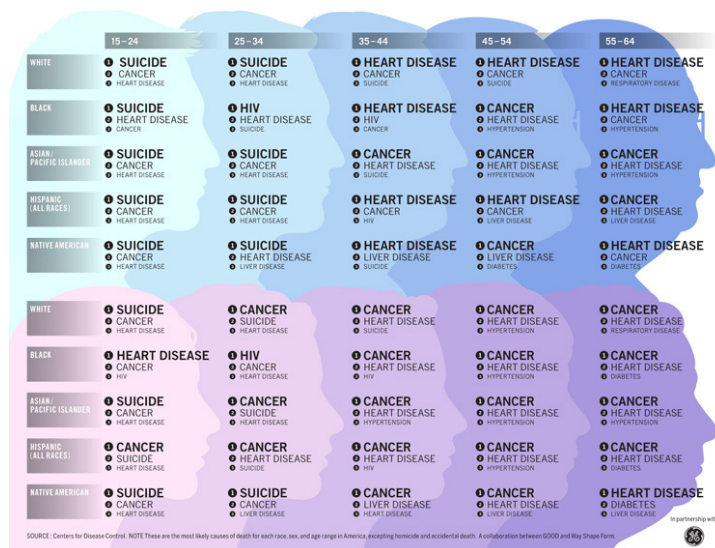 15–24 25–34 35–44 45–54 55–64
WHITE
1 SUICIDE 1 SUICIDE 1 HEART DISEASE 1 HEART DISEASE 1 HEART DISEASE
2 CANCER 2 CANCER 2 CANCER 2 CANCER 2 CANCER
3 HEART DISEASE 3 HEART DISEASE 3 SUICIDE 3 SUICIDE 3 RESPIRATORY DISEASE
BLACK
1 SUICIDE 1 HIV 1 HEART DISEASE 1 CANCER 1 HEART DISEASE
2 HEART DISEASE 2 HEART DISEASE 2 HIV 2 HEART DISEASE 2 CANCER
3 CANCER 3 SUICIDE 3 CANCER 3 HYPERTENSION 3 HYPERTENSION
ASIAN/
PACIFIC ISLANDER
1 SUICIDE 1 SUICIDE 1 CANCER 1 CANCER 1 CANCER
2 CANCER 2 CANCER 2 HEART DISEASE 2 HEART DISEASE 2 HEART DISEASE
3 HEART DISEASE 3 HEART DISEASE 3 SUICIDE 3 HYPERTENSION 3 HYPERTENSION
HISPANIC
(ALL RACES)
1 SUICIDE 1 SUICIDE 1 HEART DISEASE 1 HEART DISEASE 1 CANCER
2 CANCER 2 CANCER 2 CANCER 2 CANCER 2 HEART DISEASE
3 HEART DISEASE 3 HEART DISEASE 3 HIV 3 LIVER DISEASE 3 LIVER DISEASE
NATIVE AMERICAN
1 SUICIDE 1 SUICIDE 1 HEART DISEASE 1 CANCER 1 HEART DISEASE
2 CANCER 2 HEART DISEASE 2 LIVER DISEASE 2 LIVER DISEASE 2 CANCER
3 HEART DISEASE 3 LIVER DISEASE 3 SUICIDE 3 DIABETES 3 DIABETES
WHITE
1 SUICIDE 1 CANCER 1 CANCER 1 CANCER 1 CANCER
2 CANCER 2 SUICIDE 2 HEART DISEASE 2 HEART DISEASE 2 HEART DISEASE
3 HEART DISEASE 3 HEART DISEASE 3 SUICIDE 3 HYPERTENSION 3 RESPIRATORY DISEASE
BLACK
1 HEART DISEASE 1 HIV 1 CANCER 1 CANCER 1 CANCER
2 CANCER 2 CANCER 2 HEART DISEASE 2 HEART DISEASE 2 HEART DISEASE
3 HIV 3 HEART DISEASE 3 HIV 3 HYPERTENSION 3 DIABETES
ASIAN/
PACIFIC ISLANDER
1 SUICIDE 1 CANCER 1 CANCER 1 CANCER 1 CANCER
2 CANCER 2 SUICIDE 2 HEART DISEASE 2 HEART DISEASE 2 HEART DISEASE
3 HEART DISEASE 3 HEART DISEASE 3 HYPERTENSION 3 HYPERTENSION 3 HYPERTENSION
HISPANIC
(ALL RACES)
1 CANCER 1 CANCER 1 CANCER 1 CANCER 1 CANCER
2 SUICIDE 2 HEART DISEASE 2 HEART DISEASE 2 HEART DISEASE 2 HEART DISEASE
3 HEART DISEASE 3 SUICIDE 3 HIV 3 HYPERTENSION 3 DIABETES
NATIVE AMERICAN
1 SUICIDE 1 SUICIDE 1 CANCER 1 CANCER 1 HEART DISEASE
2 CANCER 2 CANCER 2 LIVER DISEASE 2 HEART DISEASE 2 DIABETES
3 HEART DISEASE 3 LIVER DISEASE 3 HEART DISEASE 3 LIVER DISEASE 3 LIVER DISEASE
In partnership wit
SOURCE: Centers for Disease Control. NOTE These are the most likely causes of death for each race, sex, and age range in America, excepting homicide and accidental death. A collaboration between GOOD and Way Shape Form.
GE